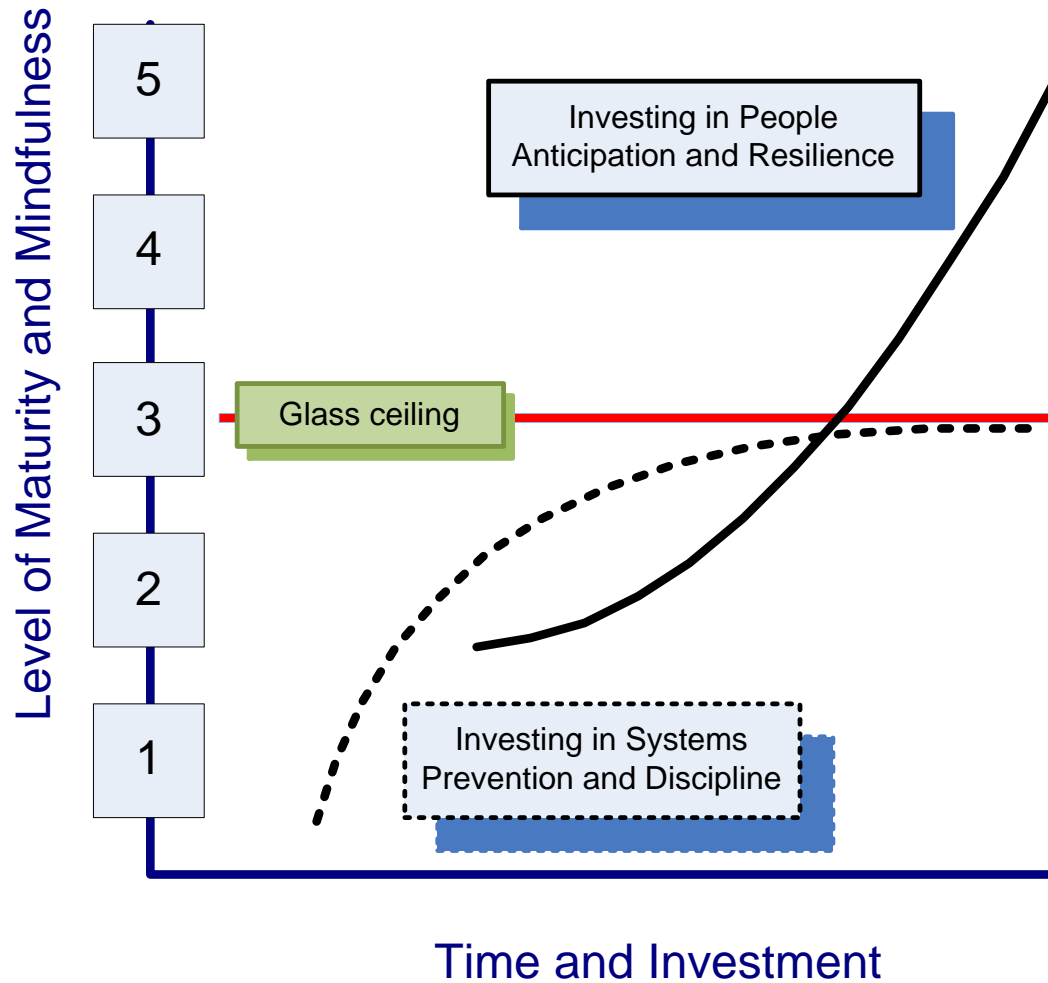 Level of Maturity and Mindfulness
5
4
3
2
1
Investing in People
Anticipation and Resilience
Glass ceiling
Investing in Systems
Prevention and Discipline
Time and Investment